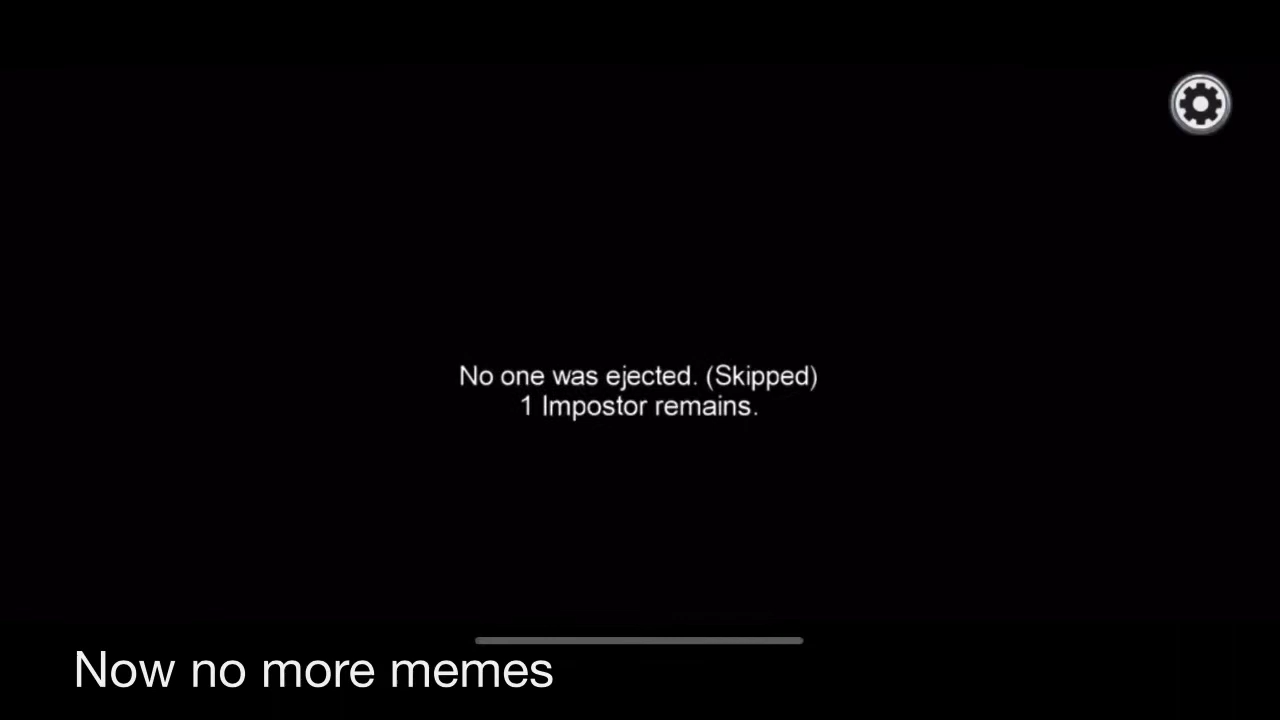 No one was ejected. (Skipped)
1 Impostor remains.
Now no more memes